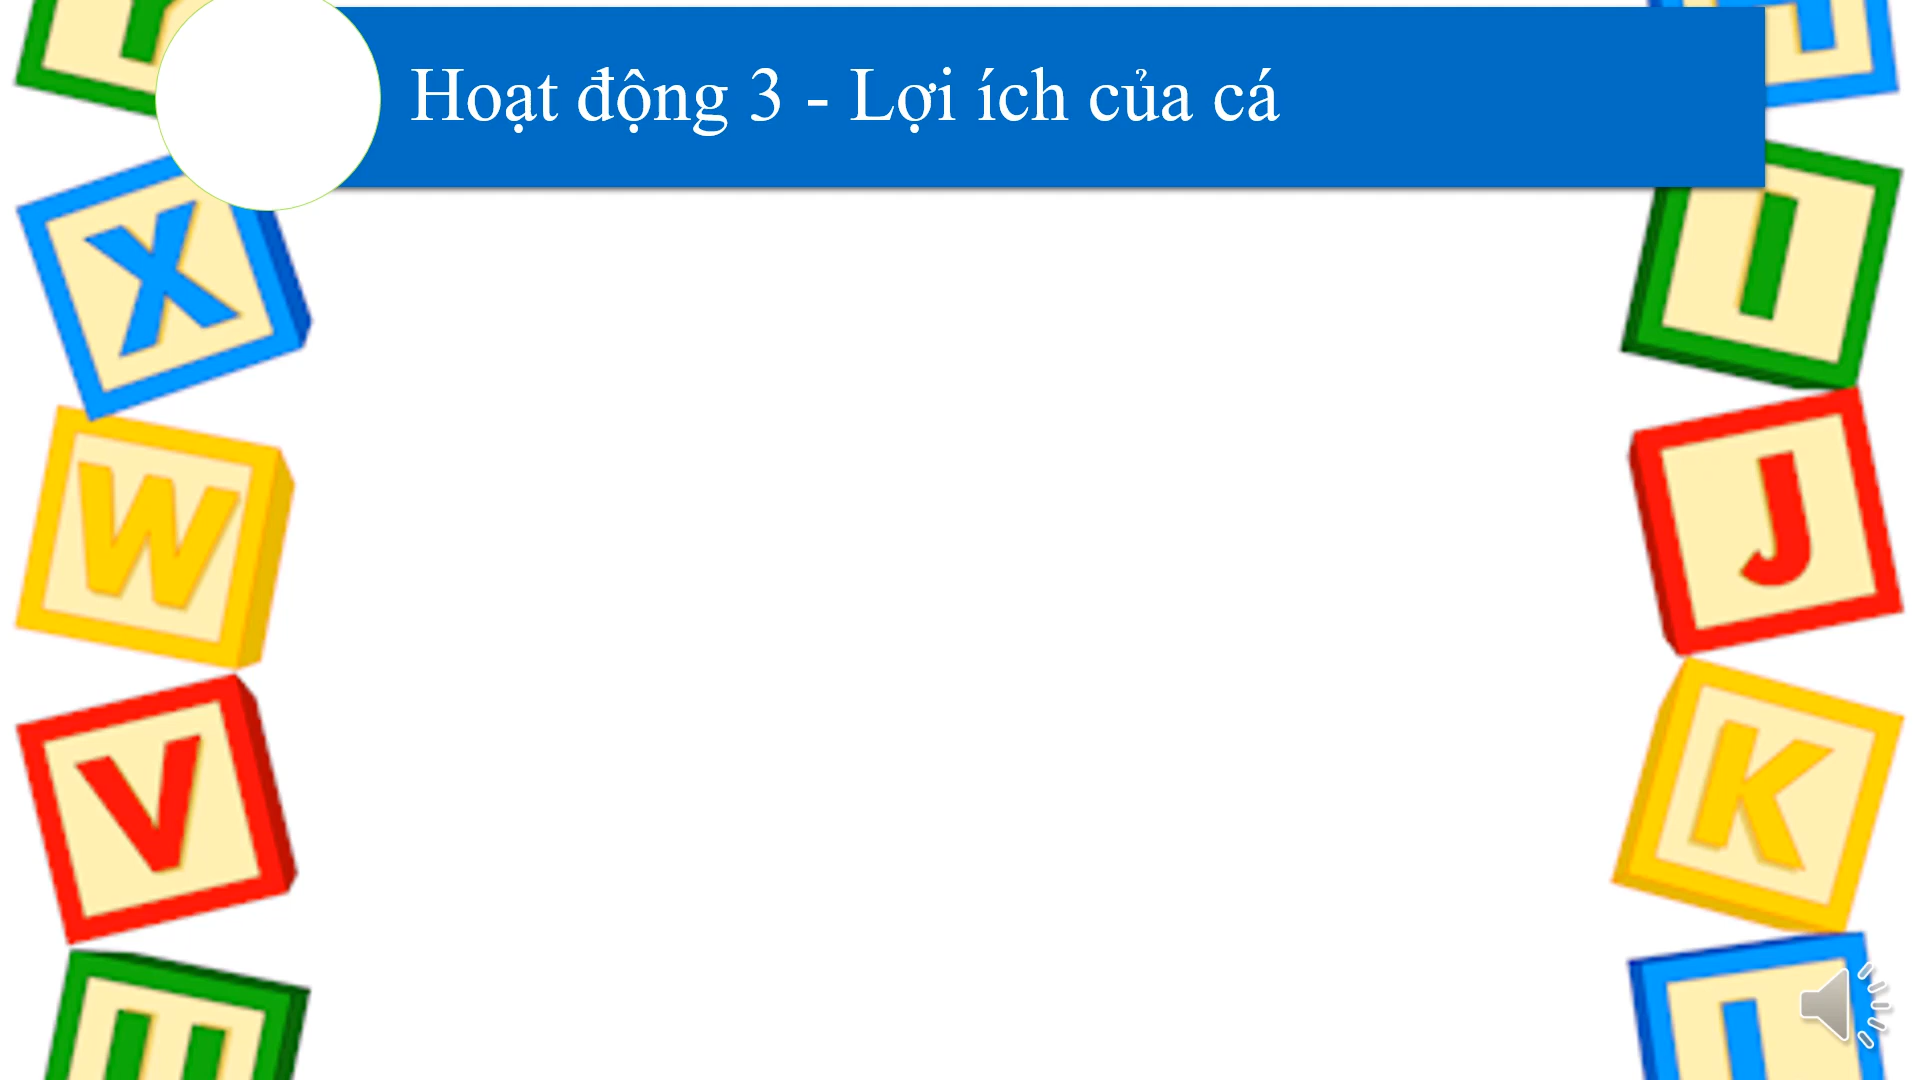 Hoạt động 3 - Lợi ích của cá
X
I
W
J
V
K